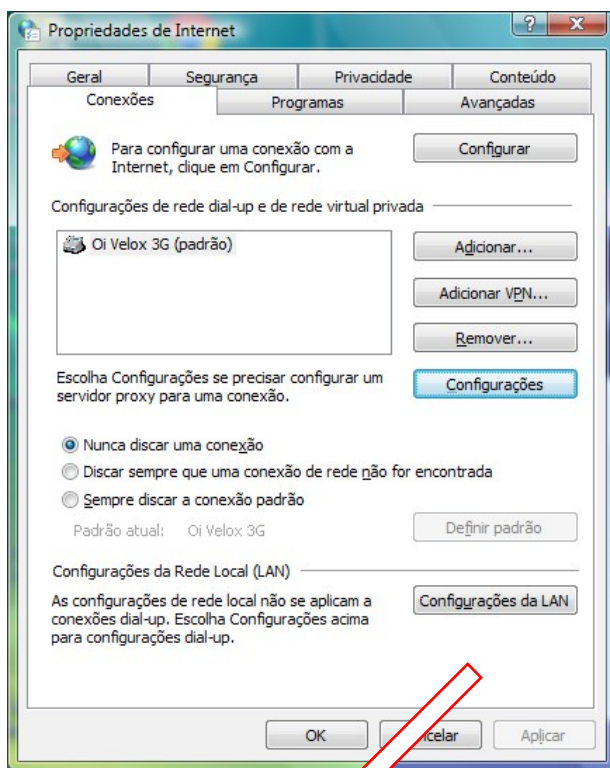 Propriedades de Internet
Geral
Segurança
Privacidade
Conteúdo
Conexões
Programas
Avançadas
Para configurar uma conexão com a
Internet, clique em Configurar.
Configurar
Configurações de rede dial-up e de rede virtual privada
Oi Velox 3G (padrão)
Adicionar...
Adicionar VPN...
Remover...
Escolha Configurações se precisar configurar um
servidor proxy para uma conexão.
Configurações
Nunca discar uma conexão
Discar sempre que uma conexão de rede não for encontrada
Sempre discar a conexão padrão
Padrão atual: Oi Velox 3G
Definir padrão
Configurações da Rede Local (LAN)
As configurações de rede local não se aplicam a
conexões dial-up. Escolha Configurações acima
para configurações dial-up.
Configurações da LAN
OK
Aplicar